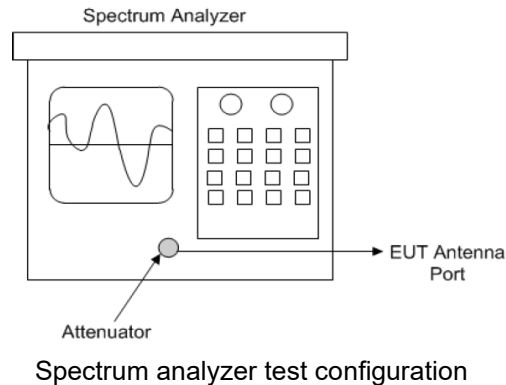 Spectrum Analyzer
EUT Antenna
Port
Attenuator
Spectrum analyzer test configuration